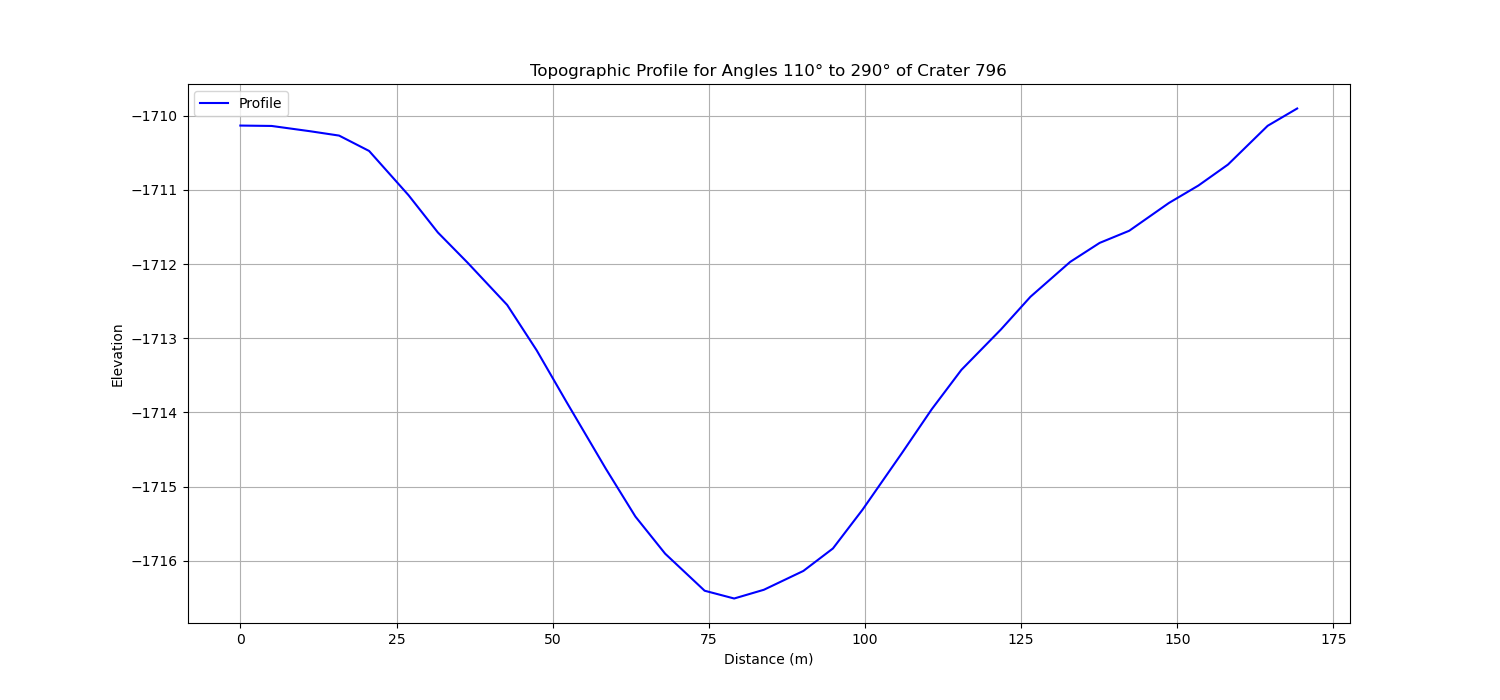 Topographic Profile for Angles 110° to 290° of Crater 796
Profile
−1710
−1711
−1712
−1713
−1714
−1715
−1716
Elevation
0 25 50 75 100 125 150 175
Distance (m)